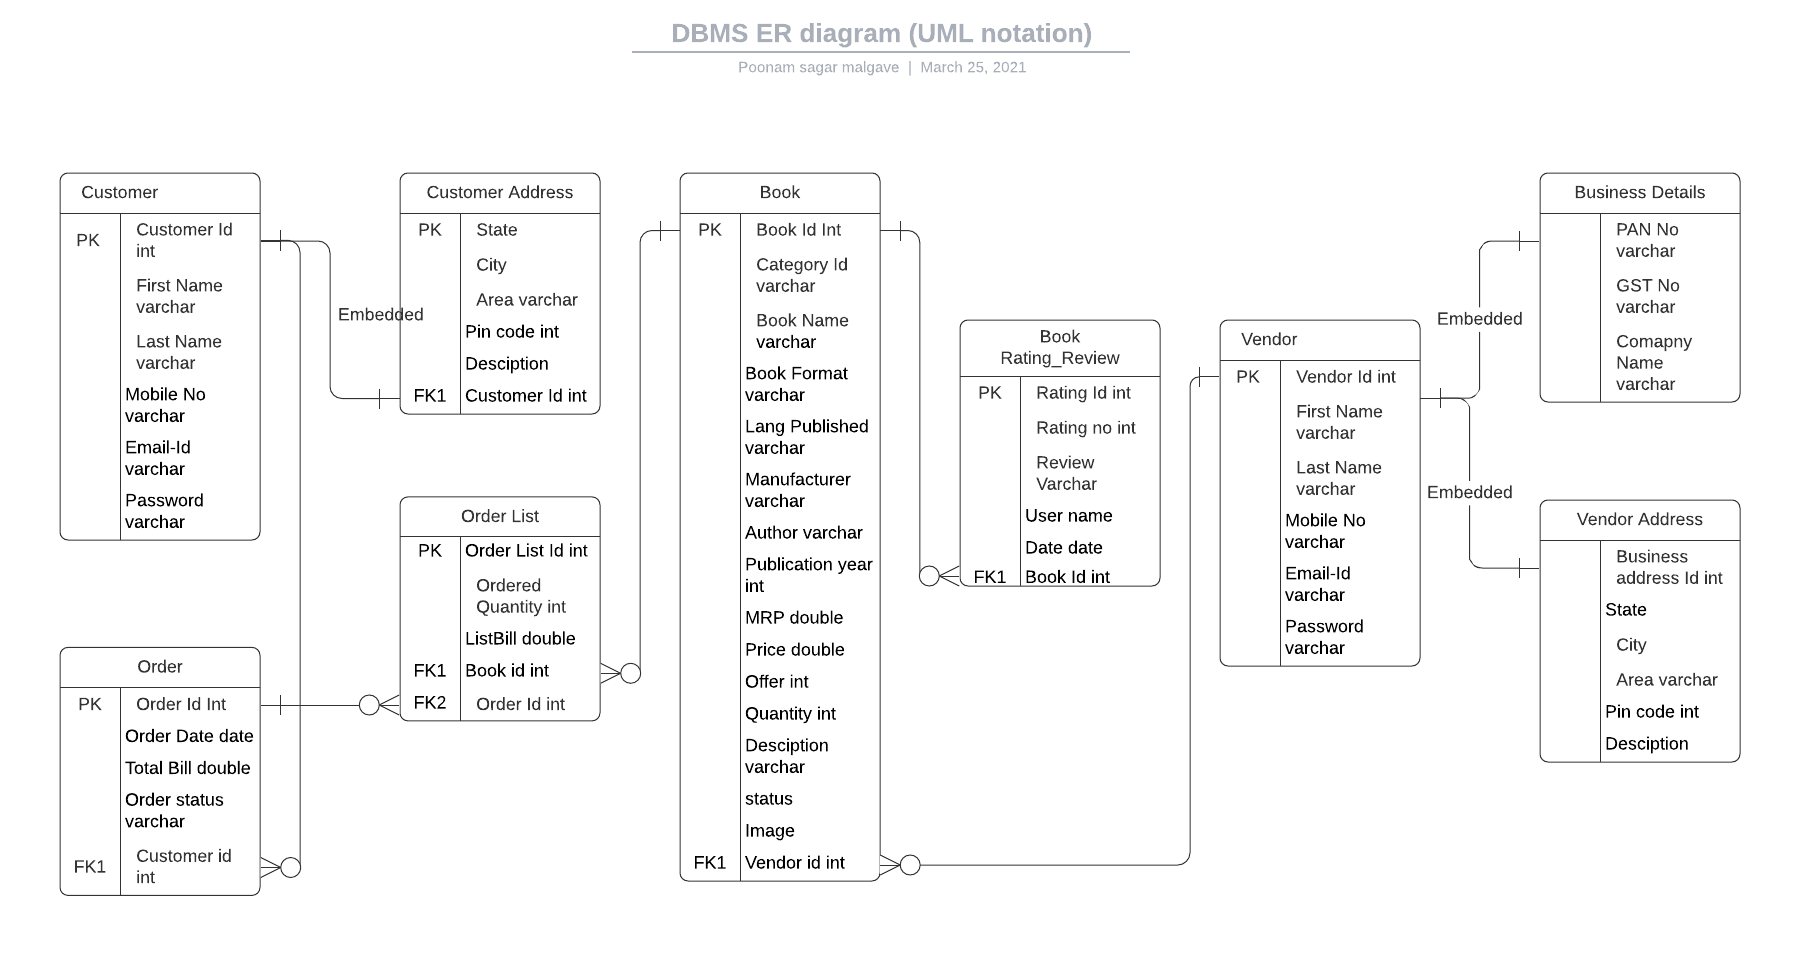 DBMS ER diagram (UML notation)
Poonam sagar malgave | March 25, 2021
Customer
PK
Customer Id
int
First Name
varchar
Last Name
varchar
Mobile No
varchar
Email-Id
varchar
Password
varchar
Embedded
Customer Address
PK
State
City
Area varchar
Pin code int
Desciption
FK1
Customer Id int
Order List
PK
Order List Id int
Ordered
Quantity int
ListBill double
FK1
Book id int
FK2
Order Id int
Order
PK
Order Id Int
Order Date date
Total Bill double
Order status
varchar
FK1
Customer id
int
Book
PK
Book Id Int
Category Id
varchar
Book Name
varchar
Book Format
varchar
Lang Published
varchar
Manufacturer
varchar
Author varchar
Publication year
int
MRP double
Price double
Offer int
Quantity int
Desciption
varchar
status
Image
FK1
Vendor id int
Book
Rating_Review
PK
Rating Id int
Rating no int
Review
Varchar
User name
Date date
FK1
Book Id int
Vendor
PK
Vendor Id int
First Name
varchar
Last Name
varchar
Mobile No
varchar
Email-Id
varchar
Password
varchar
Embedded
Embedded
Business Details
PAN No
varchar
GST No
varchar
Comapny
Name
varchar
Vendor Address
Business
address Id int
State
City
Area varchar
Pin code int
Desciption